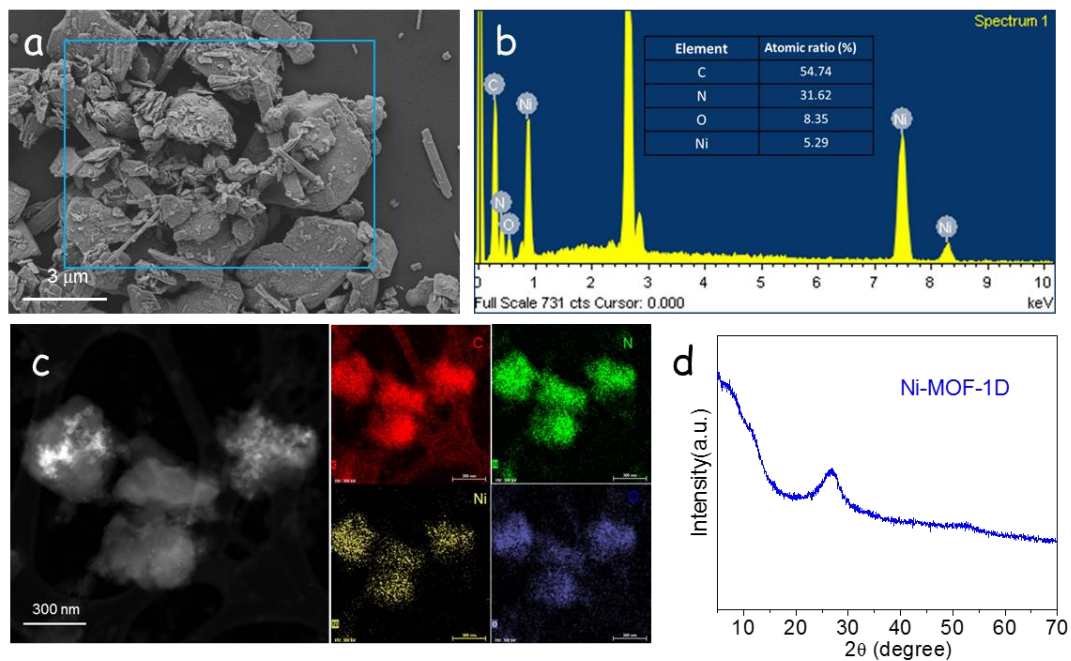 a
3 μm
b
Spectrum 1
Element Atomic ratio (%)
C 54.74
N 31.62
O 8.35
Ni 5.29
C
Ni
N
O
Ni
Ni
0 1 2 3 4 5 6 7 8 9 10
Full Scale 731 cts Cursor: 0.000 keV
c
300 nm
C
N
Ni
O
d
Ni-MOF-1D
Intensity(a.u.)
10 20 30 40 50 60 70
2θ (degree)